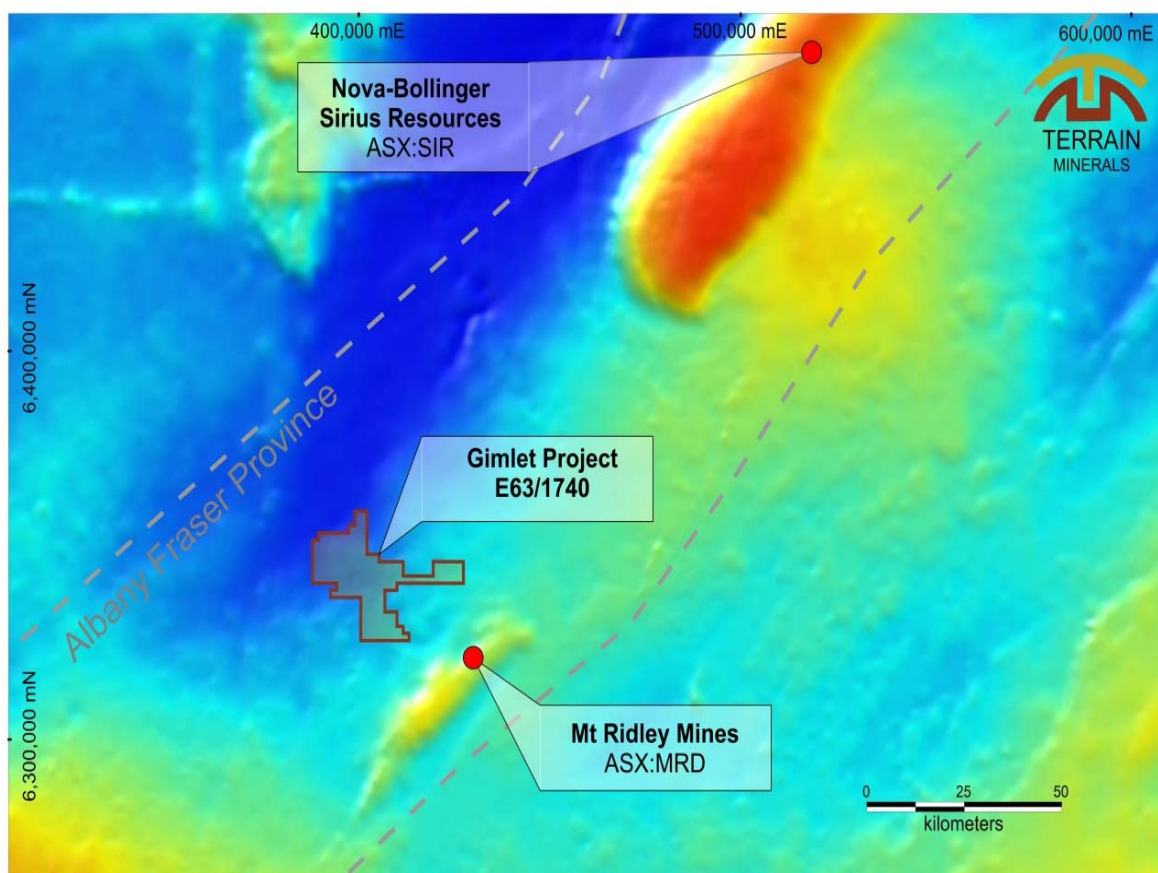 400,000 mE
500,000 mE
600,000 mE
Nova-Bollinger
Sirius Resources
ASX:SIR
TERRAIN
MINERALS
6,400,000 mN
Albany Fraser Province
Gimlet Project
E63/1740
6,300,000 mN
Mt Ridley Mines
ASX:MRD
0 25 50
kilometers